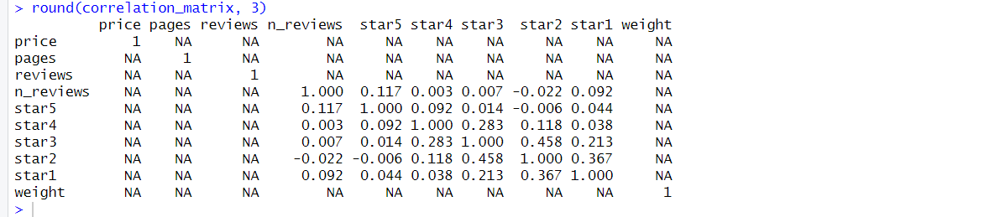 > round(correlation_matrix, 3)
           price pages reviews n_reviews  star5 star4 star3  star2 star1 weight
price          1    NA      NA        NA     NA    NA    NA     NA    NA     NA
pages         NA     1      NA        NA     NA    NA    NA     NA    NA     NA
reviews       NA    NA       1        NA     NA    NA    NA     NA    NA     NA
n_reviews     NA    NA      NA     1.000  0.117 0.003 0.007 -0.022 0.092     NA
star5         NA    NA      NA     0.117  1.000 0.092 0.014 -0.006 0.044     NA
star4         NA    NA      NA     0.003  0.092 1.000 0.283  0.118 0.038     NA
star3         NA    NA      NA     0.007  0.014 0.283 1.000  0.458 0.213     NA
star2         NA    NA      NA    -0.022 -0.006 0.118 0.458  1.000 0.367     NA
star1         NA    NA      NA     0.092  0.044 0.038 0.213  0.367 1.000     NA
weight        NA    NA      NA        NA     NA    NA    NA     NA    NA      1
>